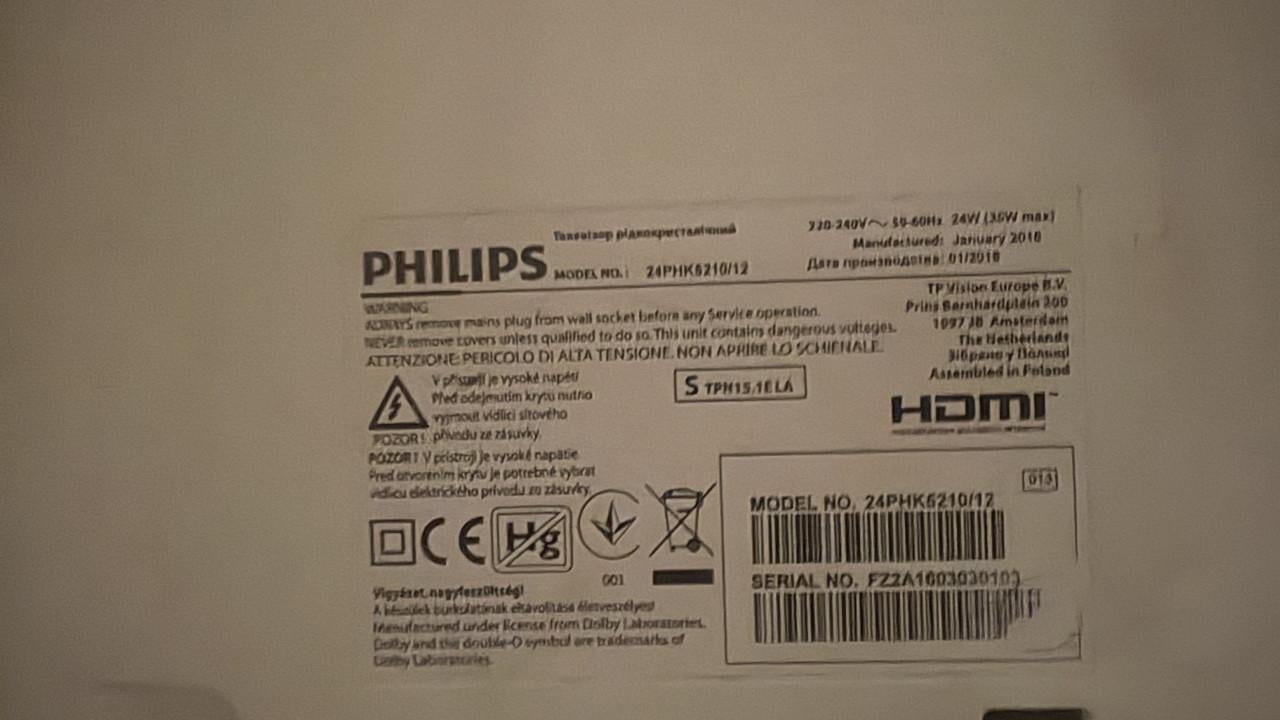 PHILIPS
Телевізор рідкокристалічний
MODEL NO.: 24PHK5210/12
220-240V～ 50-60Hz 24W (35W max)
Manufactured: January 2016
Дата производства: 01/2016
WARNING
ALWAYS remove mains plug from wall socket before any Service operation.
NEVER remove covers unless qualified to do so. This unit contains dangerous voltages.
ATTENZIONE: PERICOLO DI ALTA TENSIONE. NON APRIRE LO SCHIENALE.
TP Vision Europe B.V.
Prins Bernhardplein 200
1097 JB Amsterdam
The Netherlands
Зібрано у Польщі
Assembled in Poland
V přístroji je vysoké napětí
Před odejmutím krytu nutno
vyjmout vidlici síťového
POZOR! přívodu ze zásuvky.
POZOR! V prístroji je vysoké napätie
Pred otvorením krytu je potrebné vybrať
vidlicu elektrického prívodu zo zásuvky.
S TPH15.1E LA
HDMI
CE
Hg
001
013
MODEL NO. 24PHK5210/12
SERIAL NO. FZ2A1603030103
Vigyázat, nagyfeszültség!
A készülék burkolatának eltávolítása életveszélyes!
Manufactured under license from Dolby Laboratories.
Dolby and the double-D symbol are trademarks of
Dolby Laboratories.